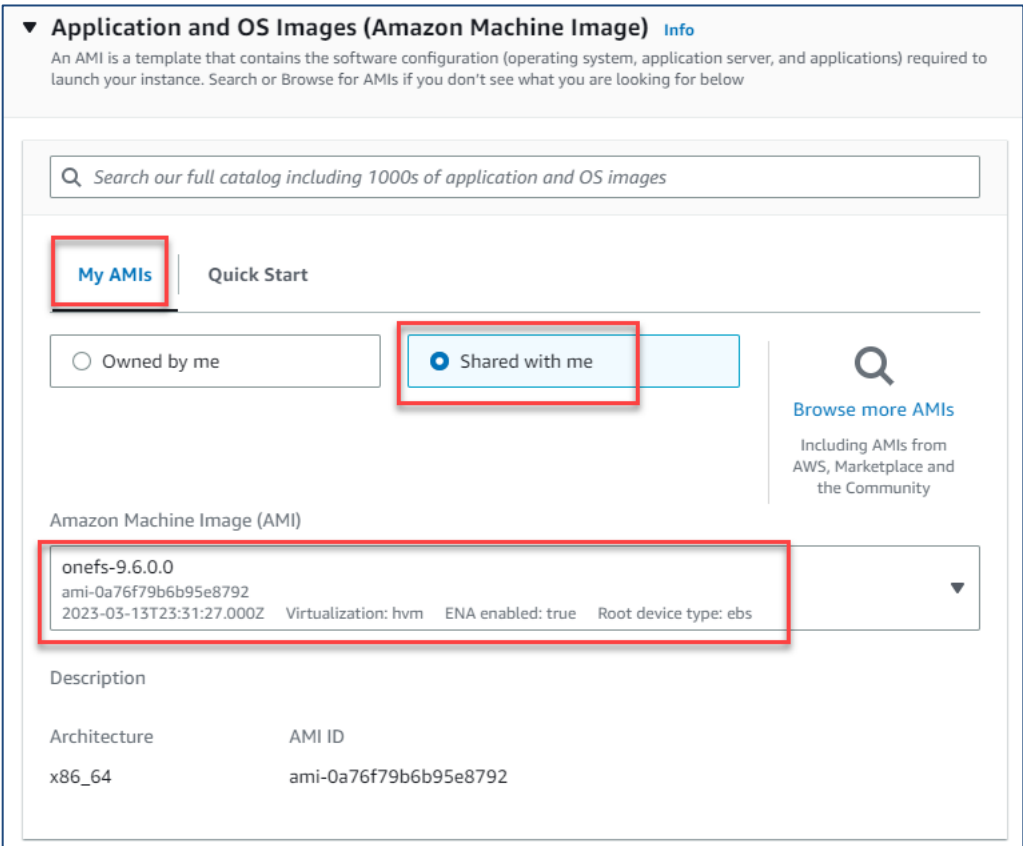 Application and OS Images (Amazon Machine Image) Info
An AMI is a template that contains the software configuration (operating system, application server, and applications) required to
launch your instance. Search or Browse for AMIs if you don't see what you are looking for below
Search our full catalog including 1000s of application and OS images
My AMIs Quick Start
Owned by me Shared with me
Browse more AMIs
Including AMIs from
AWS, Marketplace and
the Community
Amazon Machine Image (AMI)
onefs-9.6.0.0
ami-0a76f79b6b95e8792
2023-03-13T23:31:27.000Z Virtualization: hvm ENA enabled: true Root device type: ebs
Description
Architecture AMI ID
x86_64 ami-0a76f79b6b95e8792